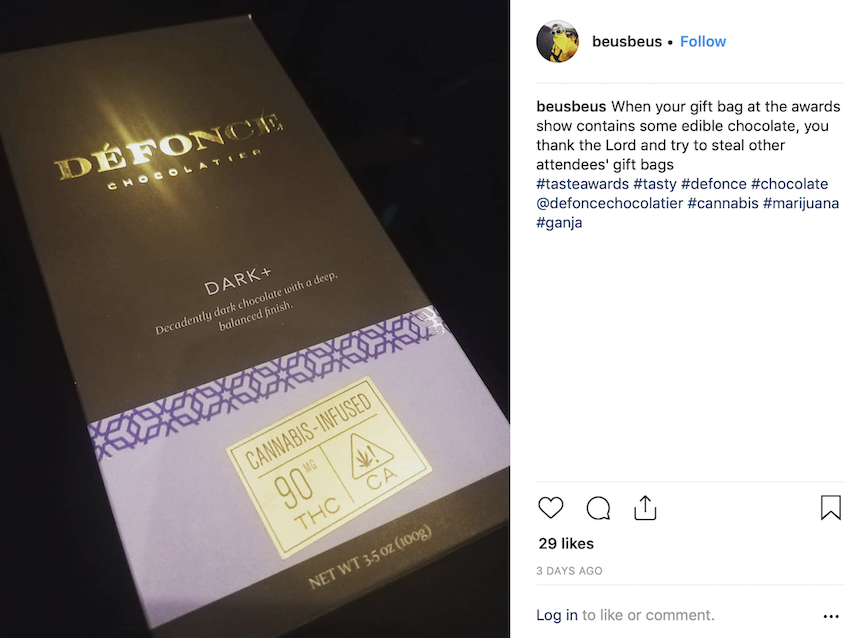 DÉFONCÉ
CHOCOLATIER
DARK+
Decadently dark chocolate with a deep,
balanced finish.
CANNABIS-INFUSED
90MG
THC
CA
NET WT 3.5 oz (100g)
beusbeus • Follow
beusbeus When your gift bag at the awards
show contains some edible chocolate, you
thank the Lord and try to steal other
attendees' gift bags
#tasteawards #tasty #defonce #chocolate
@defoncechocolatier #cannabis #marijuana
#ganja
29 likes
3 DAYS AGO
Log in to like or comment.